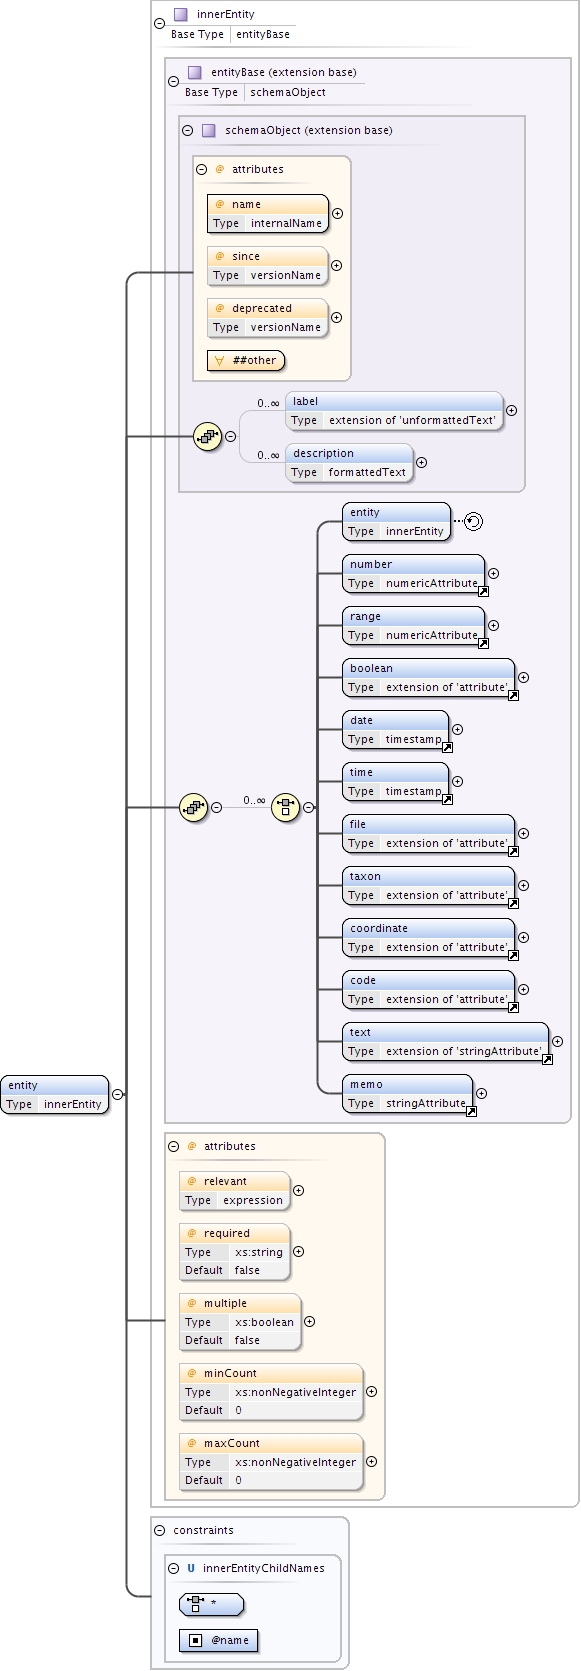 innerEntity
Base Type entityBase
entityBase (extension base)
Base Type schemaObject
schemaObject (extension base)
@ attributes
@ name
Type internalName
@ since
Type versionName
@ deprecated
Type versionName
∀ ##other
0..∞ label
Type extension of 'unformattedText'
0..∞ description
Type formattedText
entity
Type innerEntity
number
Type numericAttribute
range
Type numericAttribute
boolean
Type extension of 'attribute'
date
Type timestamp
time
Type timestamp
0..∞
file
Type extension of 'attribute'
taxon
Type extension of 'attribute'
coordinate
Type extension of 'attribute'
code
Type extension of 'attribute'
text
Type extension of 'stringAttribute'
memo
Type stringAttribute
entity
Type innerEntity
@ attributes
@ relevant
Type expression
@ required
Type xs:string
Default false
@ multiple
Type xs:boolean
Default false
@ minCount
Type xs:nonNegativeInteger
Default 0
@ maxCount
Type xs:nonNegativeInteger
Default 0
constraints
U innerEntityChildNames
*
@name